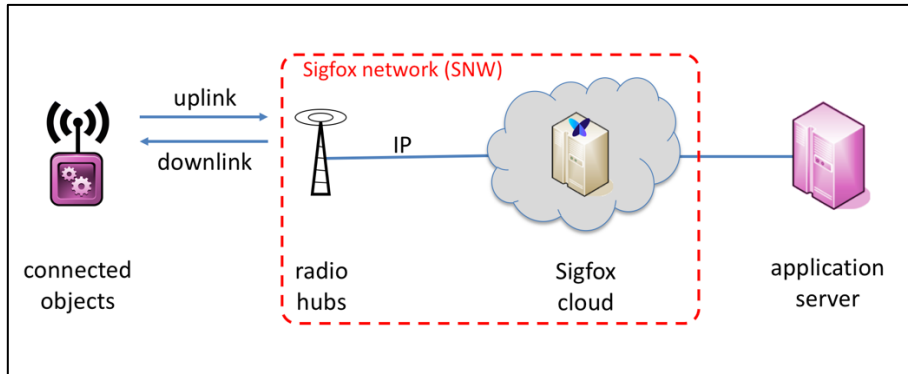 Sigfox network (SNW)
uplink
downlink
IP
connected
objects
radio
hubs
Sigfox
cloud
application
server